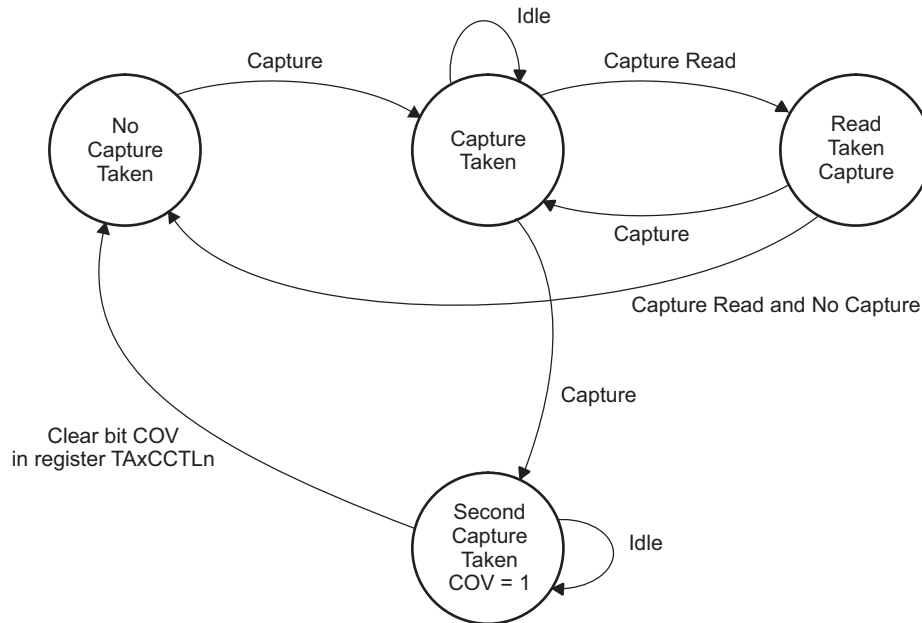 Idle
Capture
Capture Read
No
Capture
Taken
Capture
Taken
Read
Taken
Capture
Capture
Capture Read and No Capture
Capture
Clear bit COV
in register TAxCCTLn
Second
Capture
Taken
COV = 1
Idle